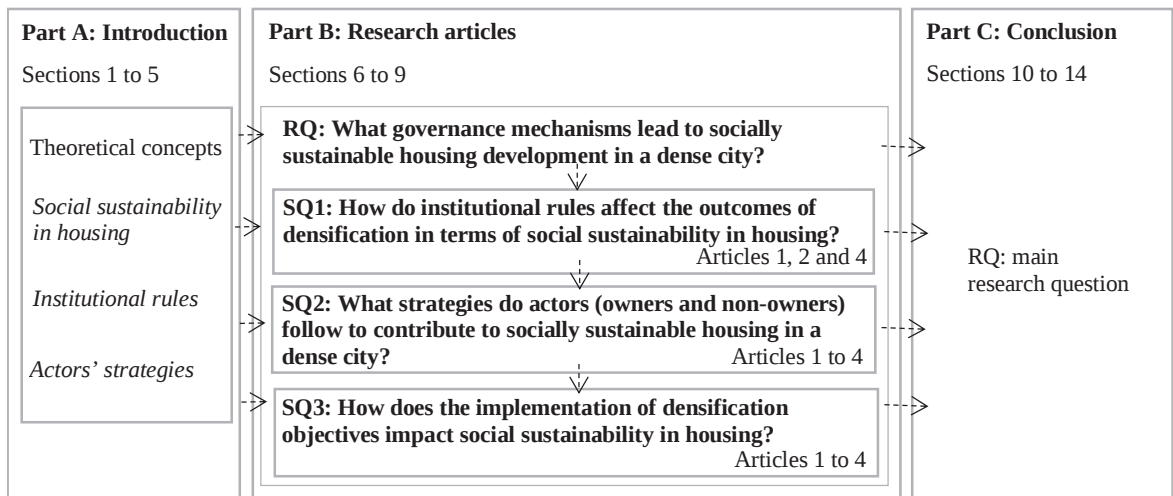 Part A: Introduction
Sections 1 to 5
Theoretical concepts
Social sustainability
in housing
Institutional rules
Actors’ strategies
Part B: Research articles
Sections 6 to 9
RQ: What governance mechanisms lead to socially
sustainable housing development in a dense city?
SQ1: How do institutional rules affect the outcomes of
densification in terms of social sustainability in housing?
Articles 1, 2 and 4
SQ2: What strategies do actors (owners and non-owners)
follow to contribute to socially sustainable housing in a
dense city?
Articles 1 to 4
SQ3: How does the implementation of densification
objectives impact social sustainability in housing?
Articles 1 to 4
Part C: Conclusion
Sections 10 to 14
RQ: main
research question